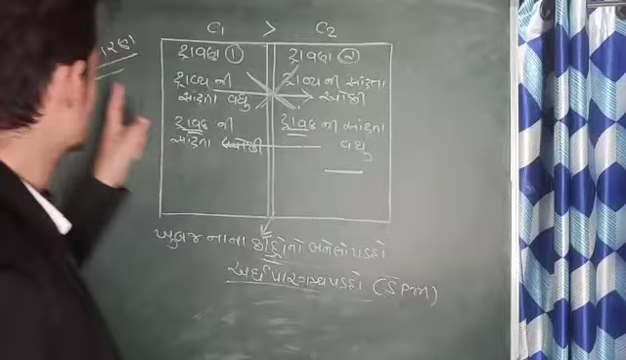 C1 > C2
દ્રાવણ ①
દ્રાવ્ય ની
સાંદ્રતા વધુ
દ્રાવક ની
સાંદ્રતા ઓછી
દ્રાવણ ②
દ્રાવ્ય ની સાંદ્રતા
ઓછી
દ્રાવક ની સાંદ્રતા
વધુ
ખુબજ નાના છીદ્રોનો બનેલો પડદો
અર્ધપારગમ્ય પડદો (SPM)